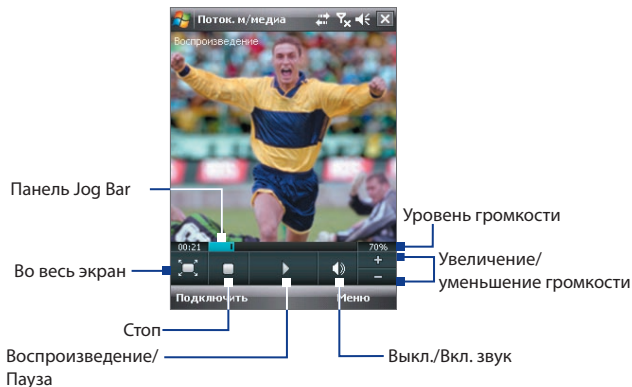 Поток. м/медиа
Воспроизведение
Панель Jog Bar
Уровень громкости
00:21
70%
Во весь экран
Увеличение/
уменьшение громкости
+
−
Подключить
Меню
Стоп
Воспроизведение/
Пауза
Выкл./Вкл. звук